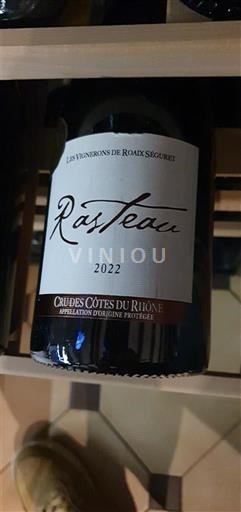 LES VIGNERONS DE ROAIX SÉGURET
Rasteau
VINIOU
2022
CRU DES CÔTES DU RHÔNE
APPELLATION D'ORIGINE PROTÉGÉE